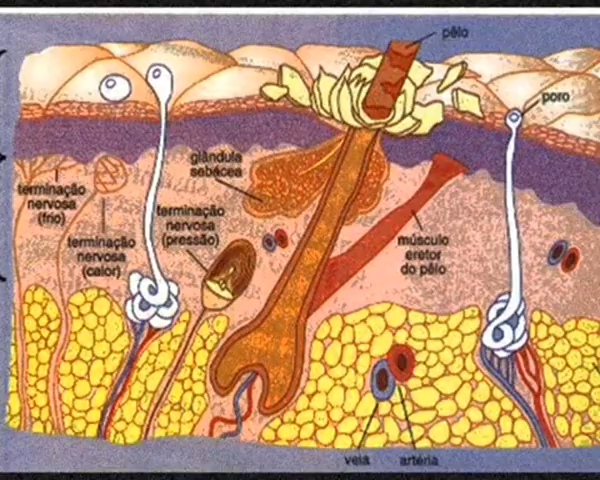 pêlo
poro
glândula
sebácea
terminação
nervosa
(frio)
terminação
nervosa
(pressão)
terminação
nervosa
(calor)
músculo
eretor
do pêlo
veia
artéria